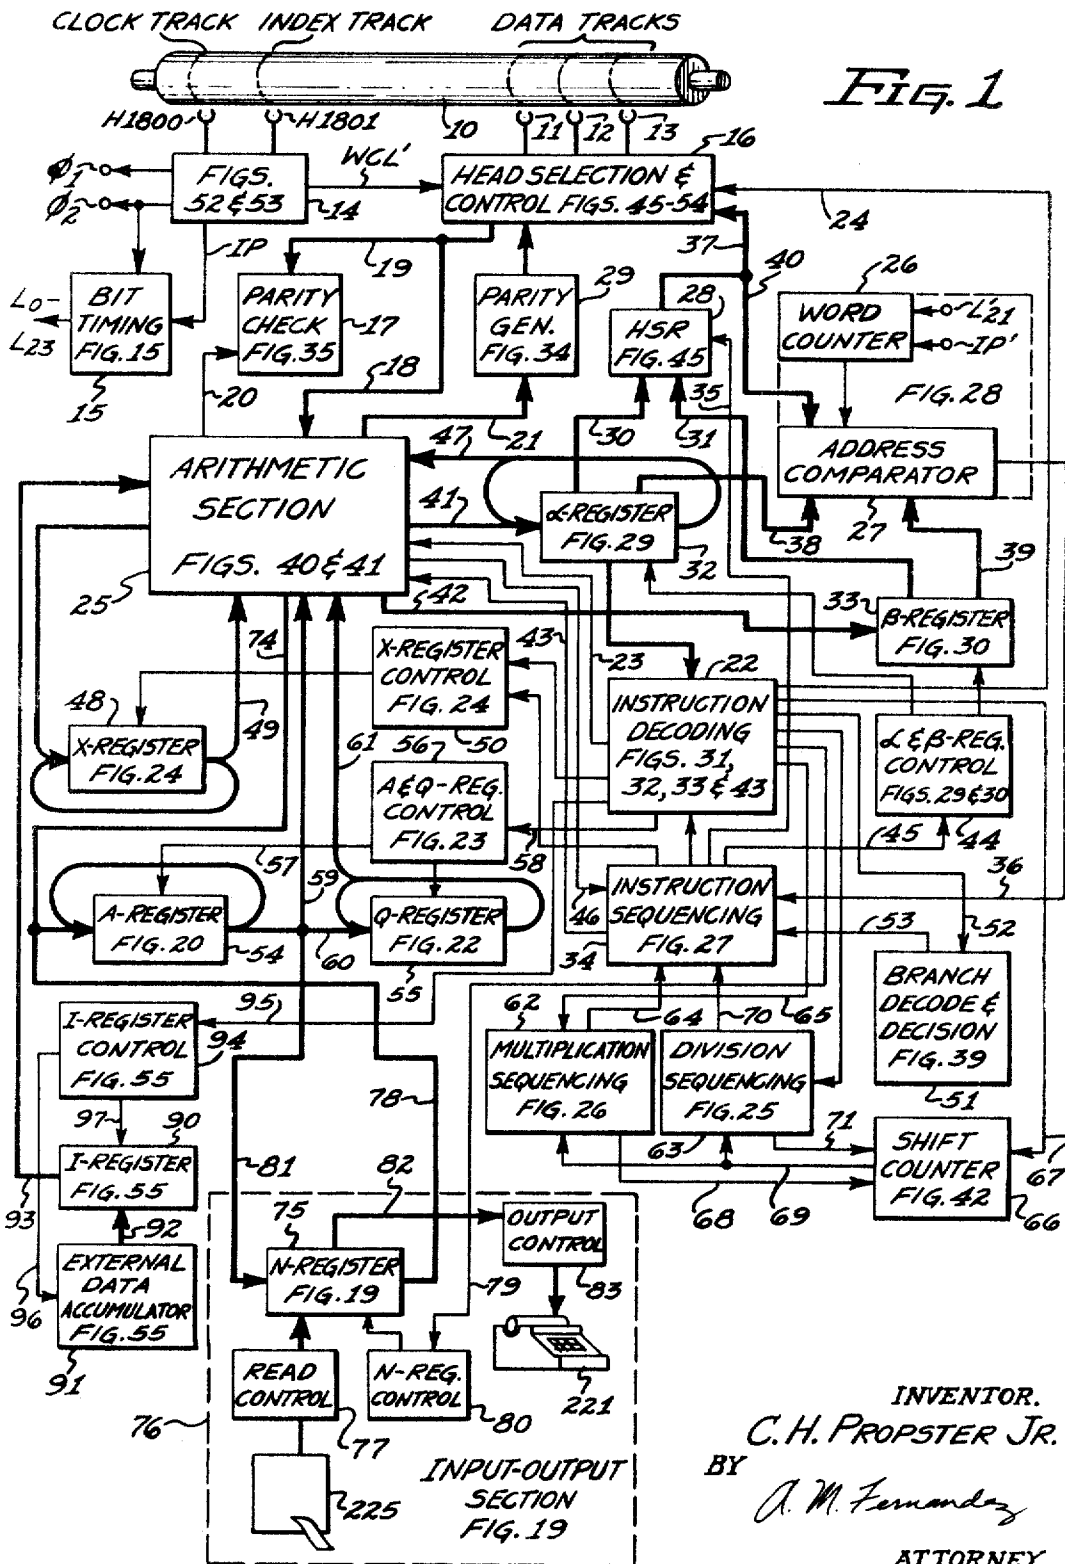 CLOCK TRACK INDEX TRACK DATA TRACKS
FIG. 1
H1800 H1801 10 11 12 13 16
Φ1
Φ2
FIGS.
52 & 53
14
WCL'
HEAD SELECTION &
CONTROL FIGS. 45-54
24
IP
19
37
40
L0-
L23
BIT
TIMING
FIG. 15
15
PARITY
CHECK
FIG. 35
17
20
18
PARITY
GEN.
FIG. 34
29
21
HSR
FIG. 45
28
35
30
31
26
WORD
COUNTER
L'21
IP'
FIG. 28
ADDRESS
COMPARATOR
27
38
39
ARITHMETIC
SECTION
FIGS. 40 & 41
25
47
41
α-REGISTER
FIG. 29
32
42
33
β-REGISTER
FIG. 30
74
43
23
22
X-REGISTER
CONTROL
FIG. 24
50
INSTRUCTION
DECODING
FIGS. 31,
32, 33 & 43
48
X-REGISTER
FIG. 24
49
61
56
A & Q-REG.
CONTROL
FIG. 23
58
α & β-REG.
CONTROL
FIGS. 29 & 30
44
45
36
57
59
A-REGISTER
FIG. 20
54
60
Q-REGISTER
FIG. 22
55
46
INSTRUCTION
SEQUENCING
FIG. 27
34
53
52
BRANCH
DECODE &
DECISION
FIG. 39
51
95
I-REGISTER
CONTROL
FIG. 55
94
62
64
70
65
MULTIPLICATION
SEQUENCING
FIG. 26
DIVISION
SEQUENCING
FIG. 25
63
71
97
90
I-REGISTER
FIG. 55
78
81
82
SHIFT
COUNTER
FIG. 42
66
67
68
69
93
92
EXTERNAL
DATA
ACCUMULATOR
FIG. 55
96
91
75
N-REGISTER
FIG. 19
OUTPUT
CONTROL
83
79
READ
CONTROL
77
N-REG.
CONTROL
80
221
76
225
INPUT-OUTPUT
SECTION
FIG. 19
INVENTOR.
C.H. PROPSTER JR.
BY
A. M. Fernandez
ATTORNEY